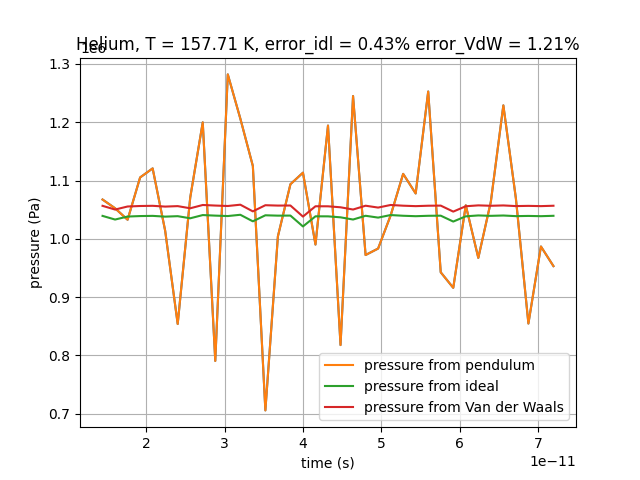 Helium, T = 157.71 K, error_idl = 0.43% error_VdW = 1.21%
1e6
1.3
1.2
1.1
1.0
0.9
0.8
0.7
pressure (Pa)
pressure from pendulum
pressure from ideal
pressure from Van der Waals
2 3 4 5 6 7
time (s)
1e−11